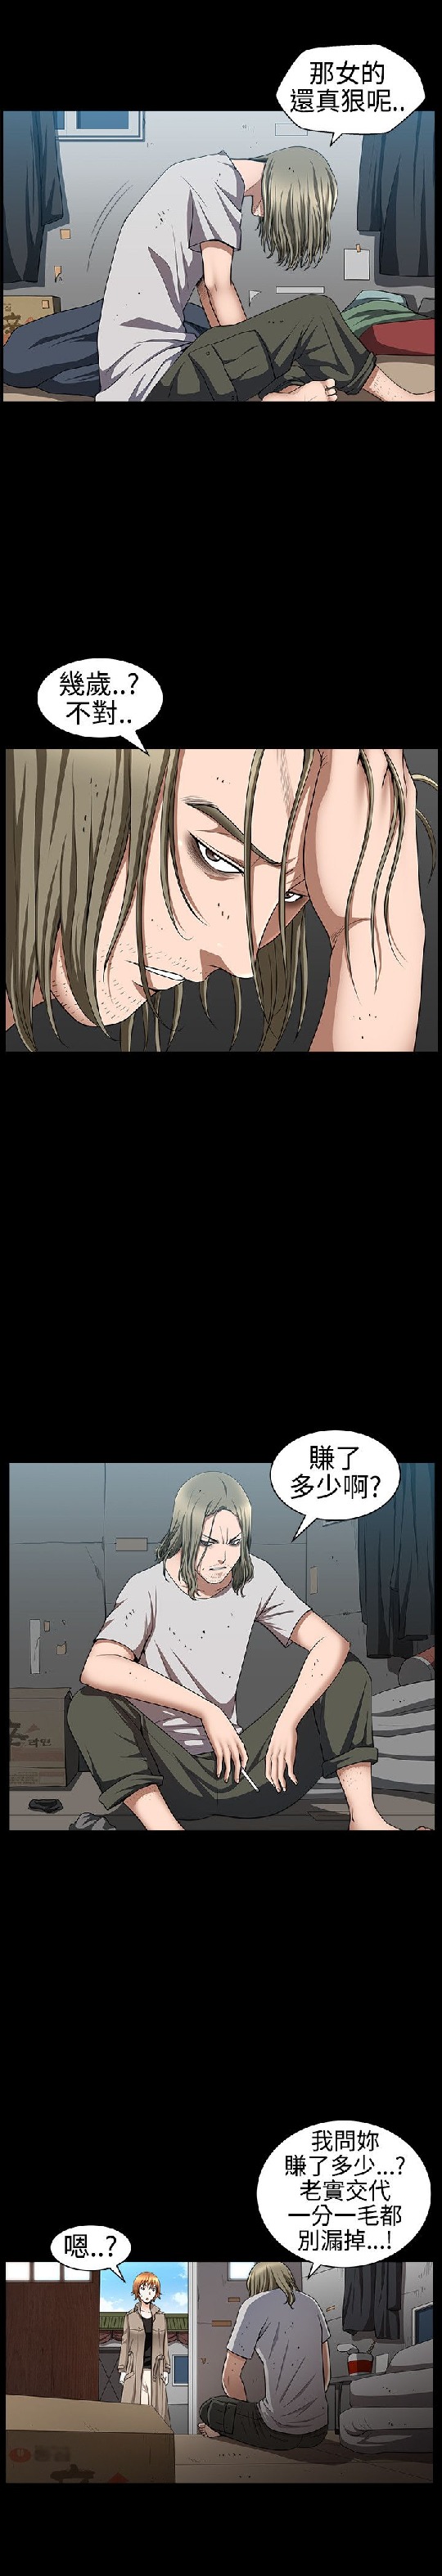 那女的
還真狠呢..
幾歲..?
不對..
賺了
多少啊?
我問妳
賺了多少...?
老實交代
一分一毛都
別漏掉...!
嗯..?